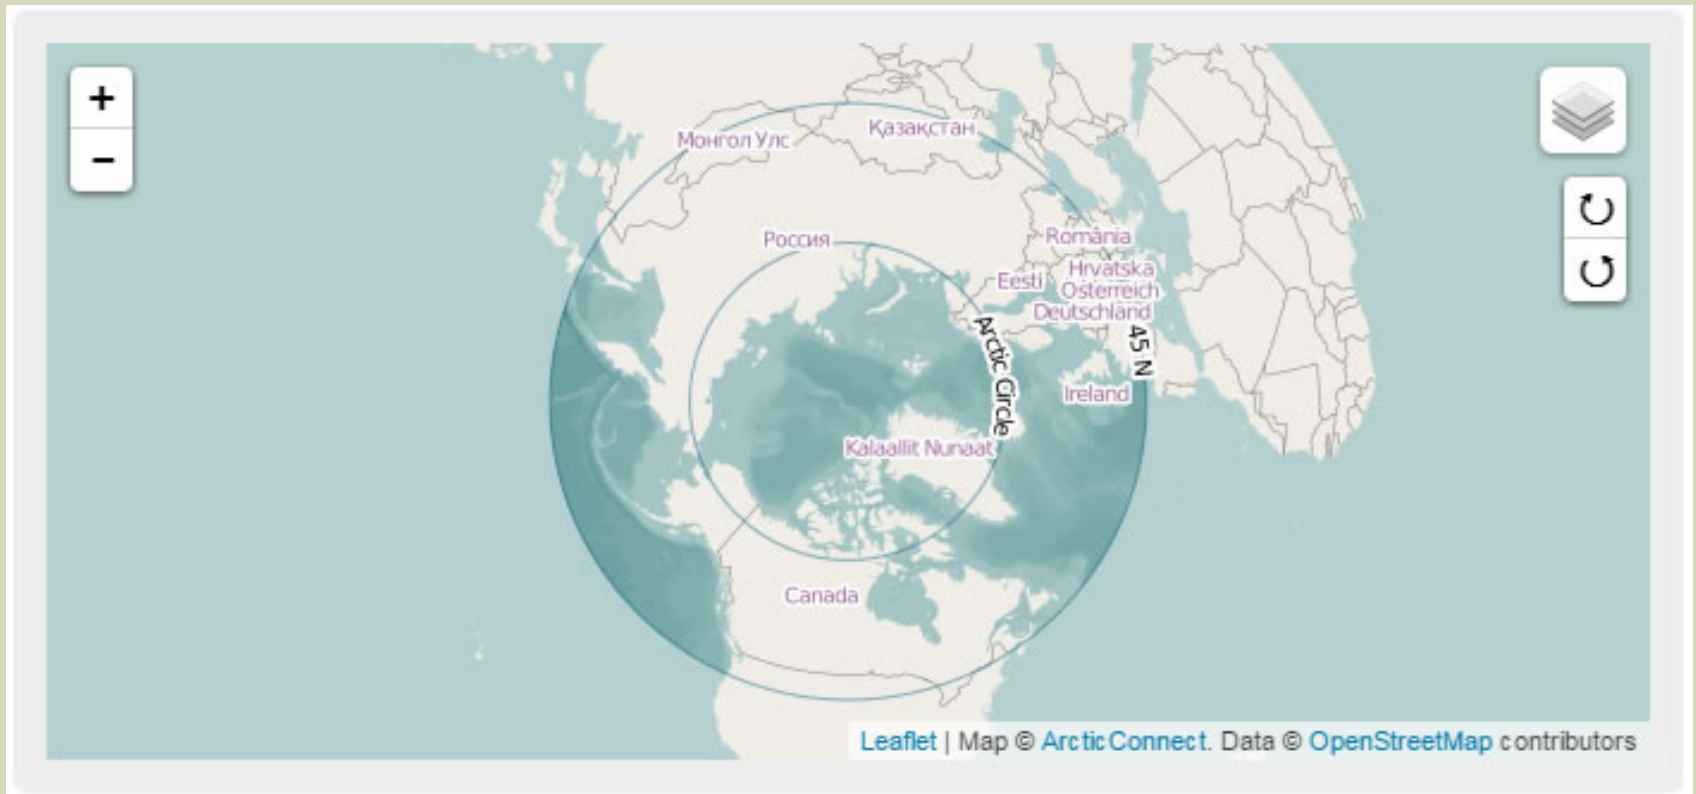 +
−
Монгол Улс
Қазақстан
Россия
România
Eesti
Hrvatska
Österreich
Deutschland
Arctic Circle
45 N
Ireland
Kalaallit Nunaat
Canada
Leaflet | Map © ArcticConnect. Data © OpenStreetMap contributors